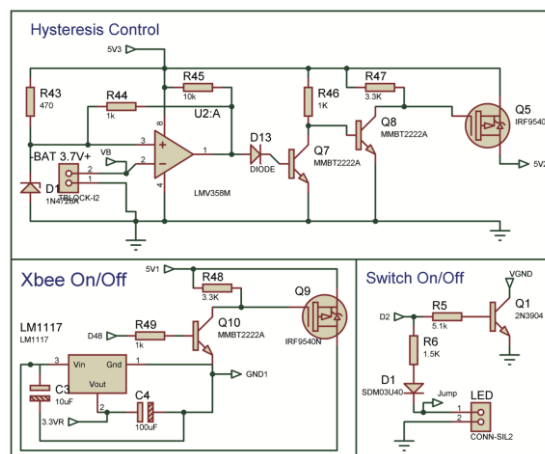 Hysteresis Control
5V3
R43
470
R44
1k
R45
10k
U2:A
8
3
2
1
4
LMV358M
-BAT 3.7V+
VB
2
1
TBLOCK-I2
D1
D13
DIODE
R46
1K
Q7
MMBT2222A
Q8
MMBT2222A
R47
3.3K
Q5
5V2
Xbee On/Off
5V1
R48
3.3K
Q9
IRF9540N
LM1117
LM1117
D48
R49
1k
Q10
MMBT2222A
3
Vin
Gnd
1
Vout
2
GND1
C3
10uF
C4
100uF
3.3VR
Switch On/Off
VGND
D2
R5
5.1k
Q1
2N3904
R6
1.5K
D1
SDM03U40
Jump
LED
1
2
CONN-SIL2